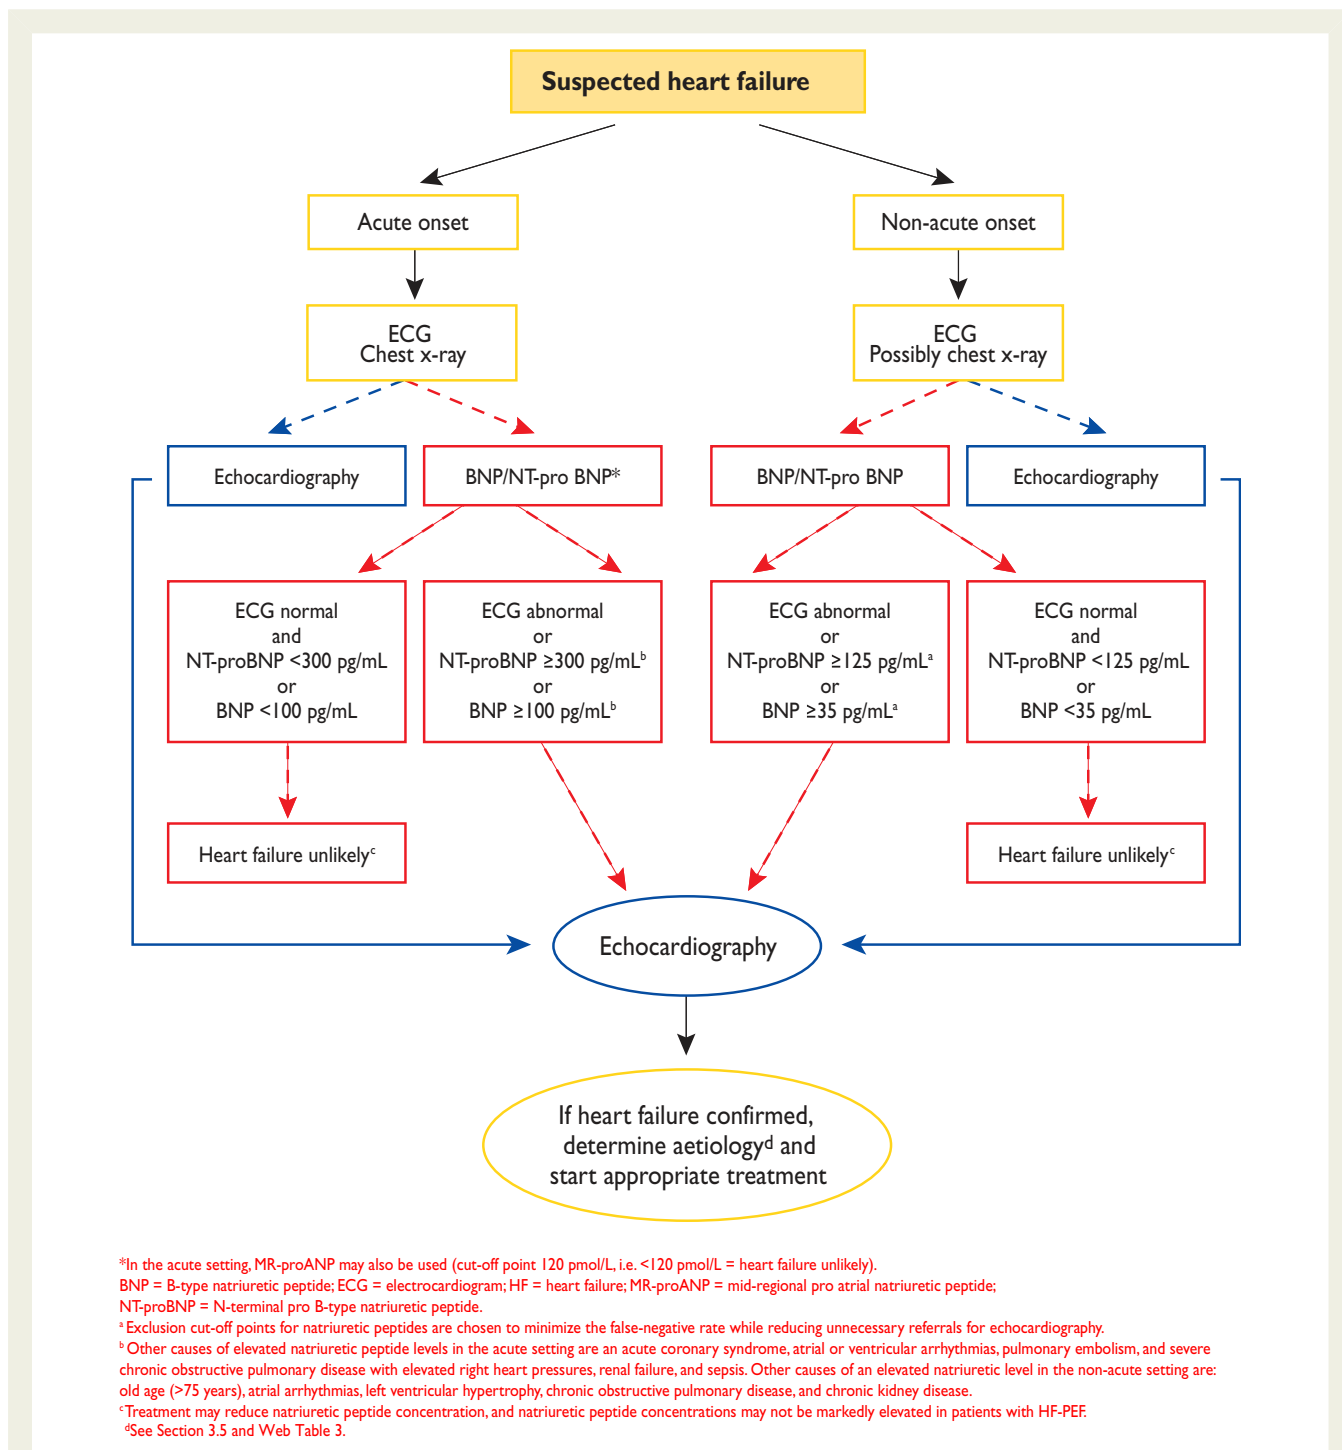 Suspected heart failure
Acute onset
Non-acute onset
ECG
Chest x-ray
ECG
Possibly chest x-ray
Echocardiography
BNP/NT-pro BNP*
BNP/NT-pro BNP
Echocardiography
ECG normal
and
NT-proBNP <300 pg/mL
or
BNP <100 pg/mL
ECG abnormal
or
NT-proBNP ≥300 pg/mLᵇ
or
BNP ≥100 pg/mLᵇ
ECG abnormal
or
NT-proBNP ≥125 pg/mLᵃ
or
BNP ≥35 pg/mLᵃ
ECG normal
and
NT-proBNP <125 pg/mL
or
BNP <35 pg/mL
Heart failure unlikelyᶜ
Heart failure unlikelyᶜ
Echocardiography
If heart failure confirmed,
determine aetiologyᵈ and
start appropriate treatment
*In the acute setting, MR-proANP may also be used (cut-off point 120 pmol/L, i.e. <120 pmol/L = heart failure unlikely).
BNP = B-type natriuretic peptide; ECG = electrocardiogram; HF = heart failure; MR-proANP = mid-regional pro atrial natriuretic peptide;
NT-proBNP = N-terminal pro B-type natriuretic peptide.
ᵃ Exclusion cut-off points for natriuretic peptides are chosen to minimize the false-negative rate while reducing unnecessary referrals for echocardiography.
ᵇ Other causes of elevated natriuretic peptide levels in the acute setting are an acute coronary syndrome, atrial or ventricular arrhythmias, pulmonary embolism, and severe
chronic obstructive pulmonary disease with elevated right heart pressures, renal failure, and sepsis. Other causes of an elevated natriuretic level in the non-acute setting are:
old age (>75 years), atrial arrhythmias, left ventricular hypertrophy, chronic obstructive pulmonary disease, and chronic kidney disease.
ᶜ Treatment may reduce natriuretic peptide concentration, and natriuretic peptide concentrations may not be markedly elevated in patients with HF-PEF.
ᵈSee Section 3.5 and Web Table 3.